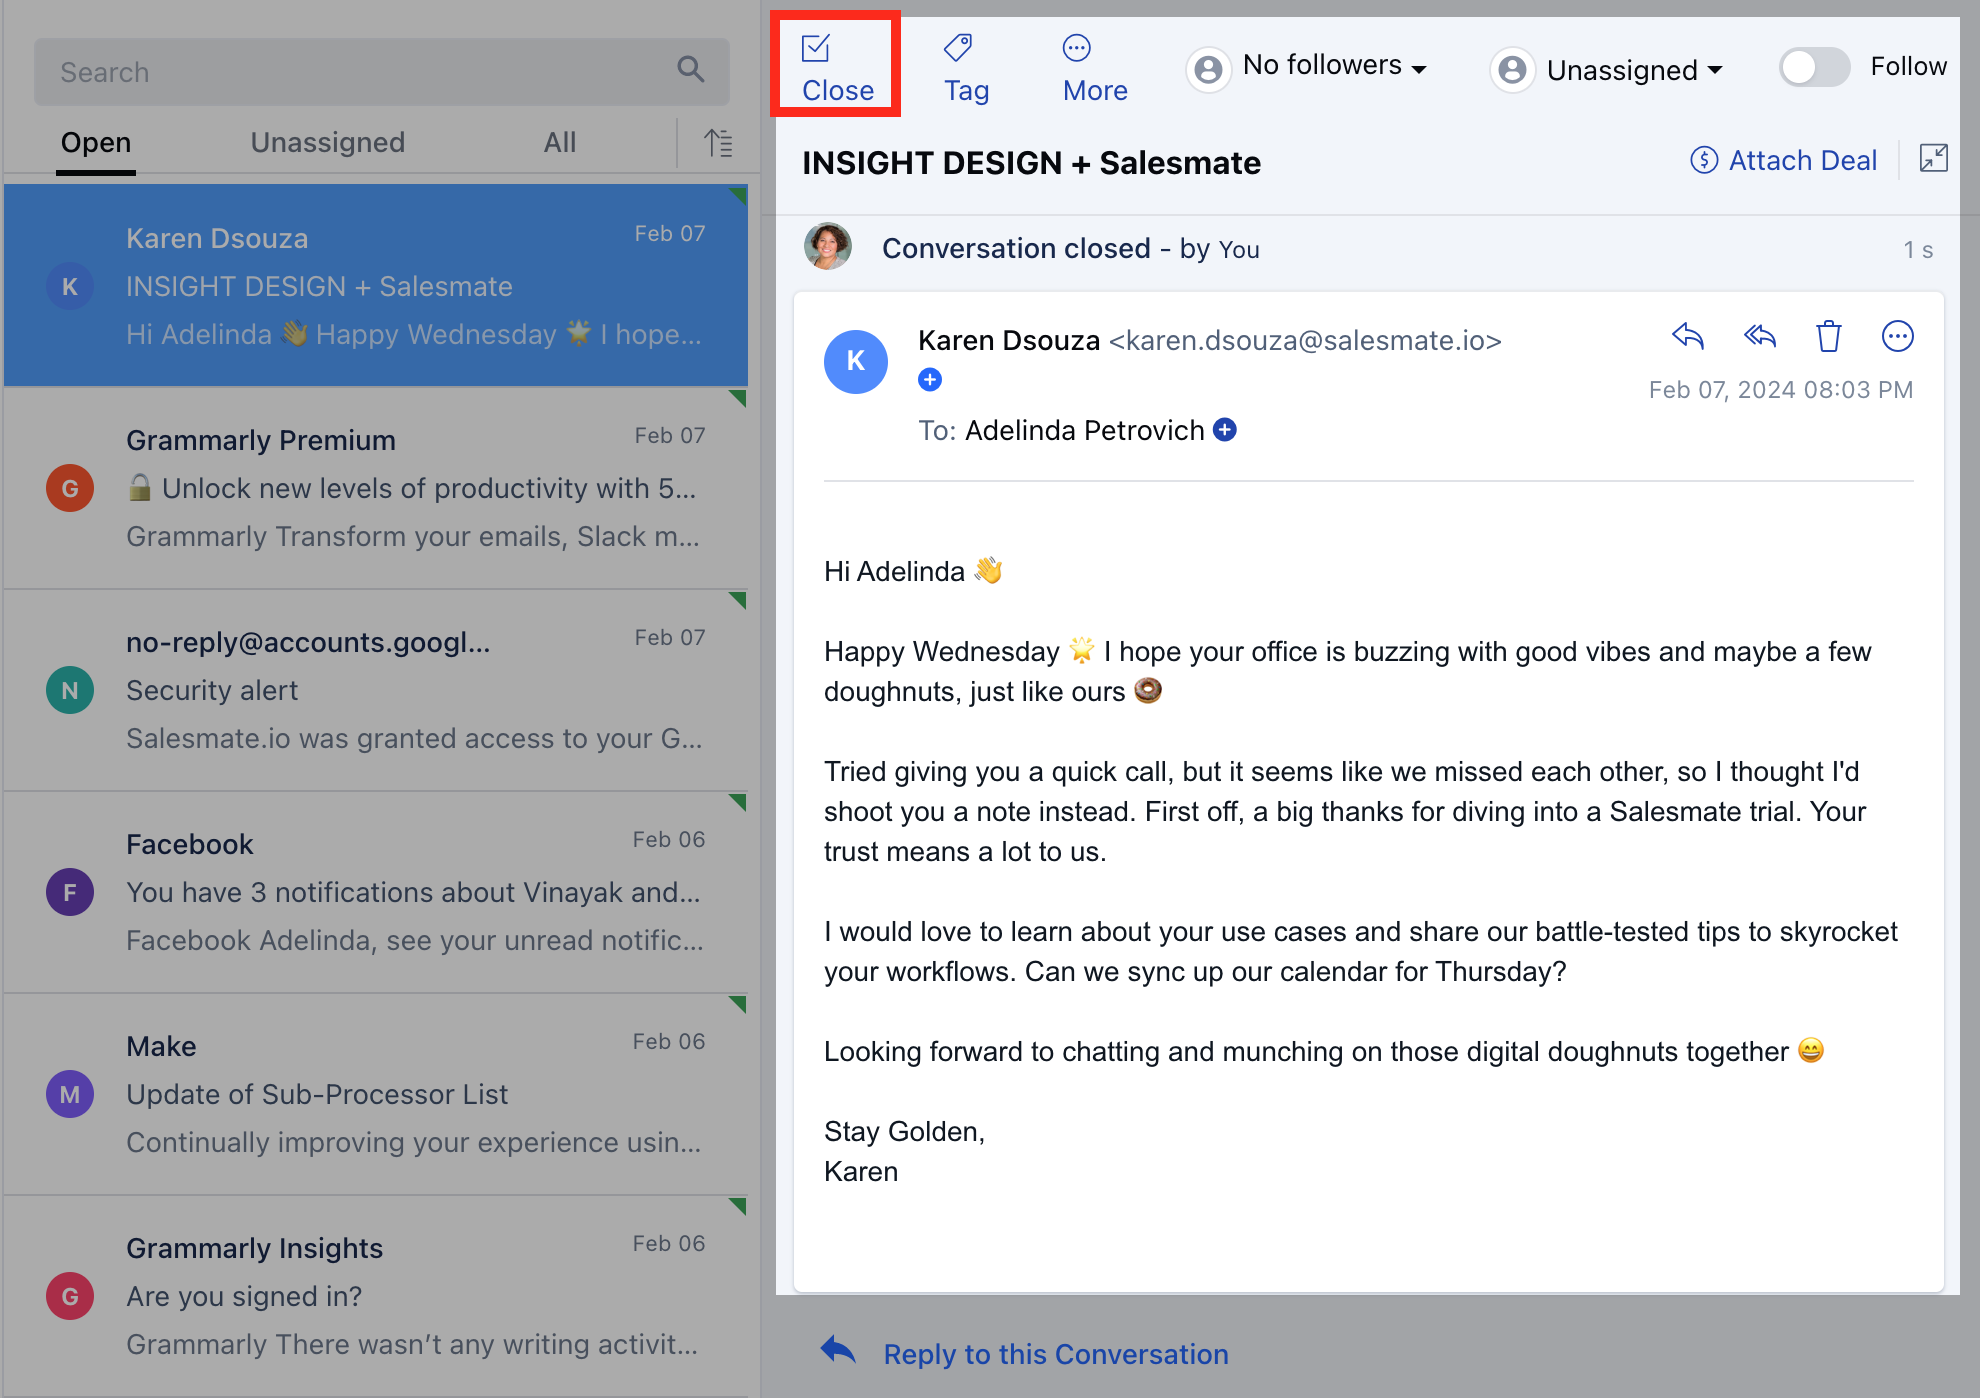 Search
Open
Unassigned
All
K
Karen Dsouza
Feb 07
INSIGHT DESIGN + Salesmate
Hi Adelinda 👋 Happy Wednesday 🌟 I hope...
G
Grammarly Premium
Feb 07
🔒 Unlock new levels of productivity with 5...
Grammarly Transform your emails, Slack m...
N
no-reply@accounts.googl...
Feb 07
Security alert
Salesmate.io was granted access to your G...
F
Facebook
Feb 06
You have 3 notifications about Vinayak and...
Facebook Adelinda, see your unread notific...
M
Make
Feb 06
Update of Sub-Processor List
Continually improving your experience usin...
G
Grammarly Insights
Feb 06
Are you signed in?
Grammarly There wasn’t any writing activit...
Close
Tag
More
No followers
Unassigned
Follow
INSIGHT DESIGN + Salesmate
Attach Deal
Conversation closed - by You
1 s
K
Karen Dsouza <karen.dsouza@salesmate.io>
Feb 07, 2024 08:03 PM
To: Adelinda Petrovich
Hi Adelinda 👋
Happy Wednesday 🌟 I hope your office is buzzing with good vibes and maybe a few
doughnuts, just like ours 🍩
Tried giving you a quick call, but it seems like we missed each other, so I thought I'd
shoot you a note instead. First off, a big thanks for diving into a Salesmate trial. Your
trust means a lot to us.
I would love to learn about your use cases and share our battle-tested tips to skyrocket
your workflows. Can we sync up our calendar for Thursday?
Looking forward to chatting and munching on those digital doughnuts together 😄
Stay Golden,
Karen
Reply to this Conversation